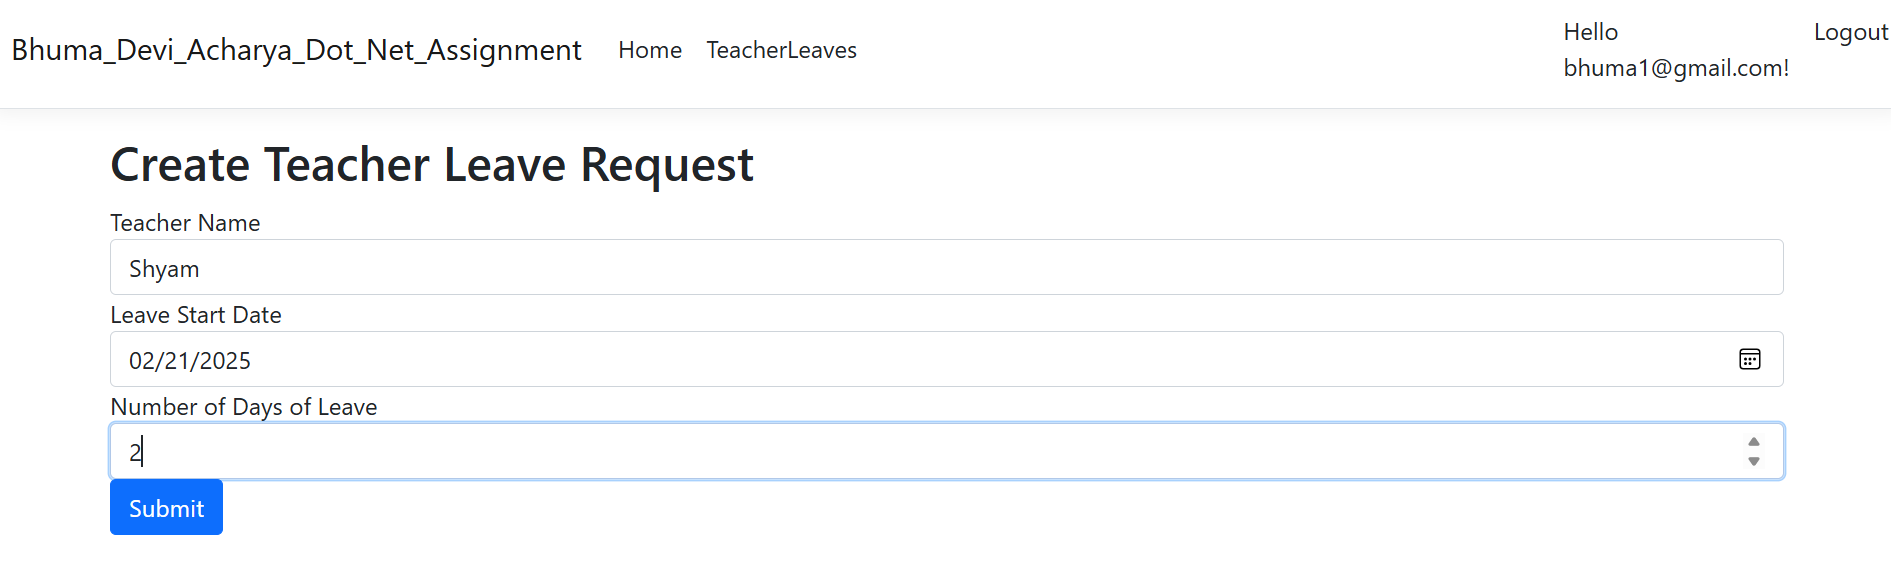 Bhuma_Devi_Acharya_Dot_Net_Assignment Home TeacherLeaves Hello bhuma1@gmail.com! Logout
Create Teacher Leave Request
Teacher Name
Shyam
Leave Start Date
02/21/2025
Number of Days of Leave
2
Submit